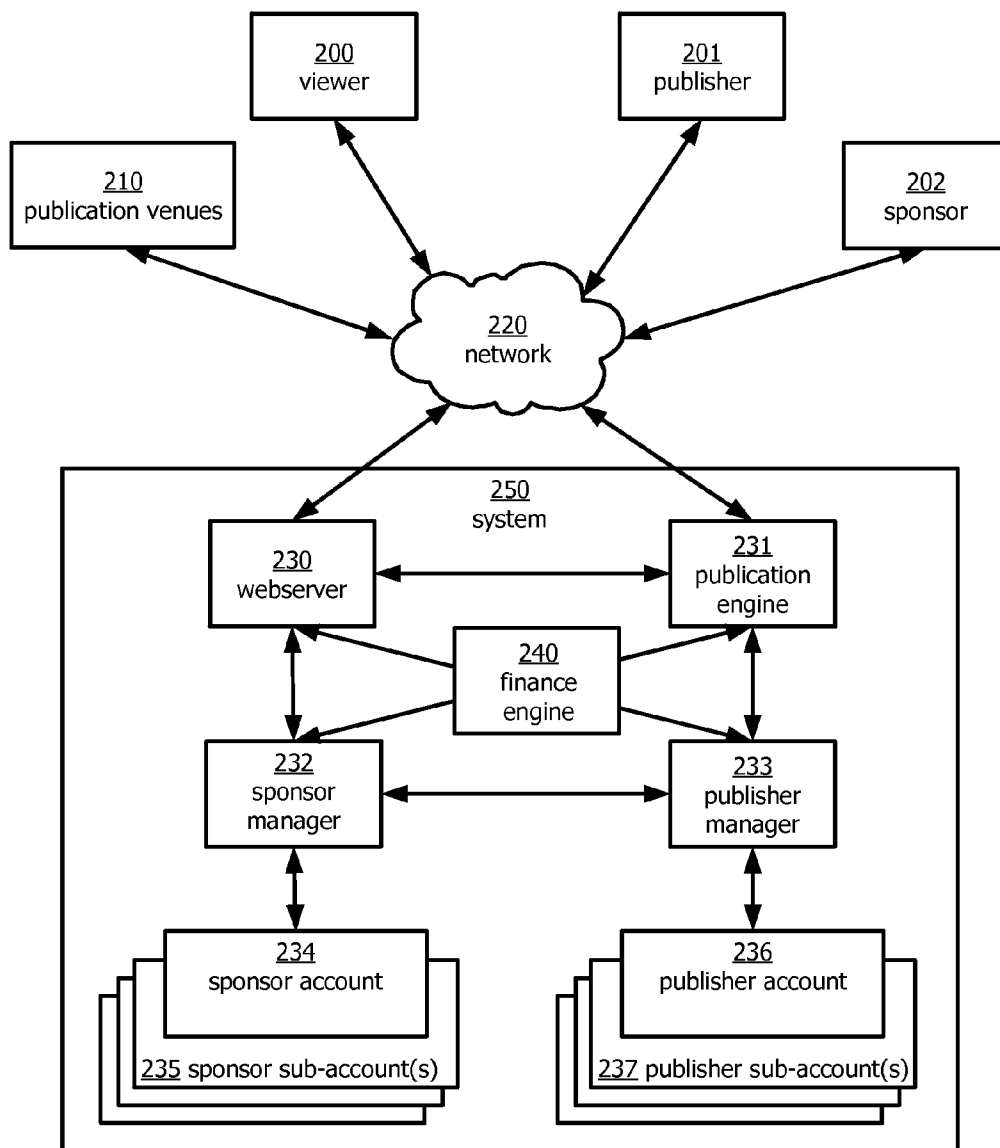 200
viewer
201
publisher
210
publication venues
202
sponsor
220
network
250
system
230
webserver
231
publication
engine
240
finance
engine
232
sponsor
manager
233
publisher
manager
234
sponsor account
235 sponsor sub-account(s)
236
publisher account
237 publisher sub-account(s)